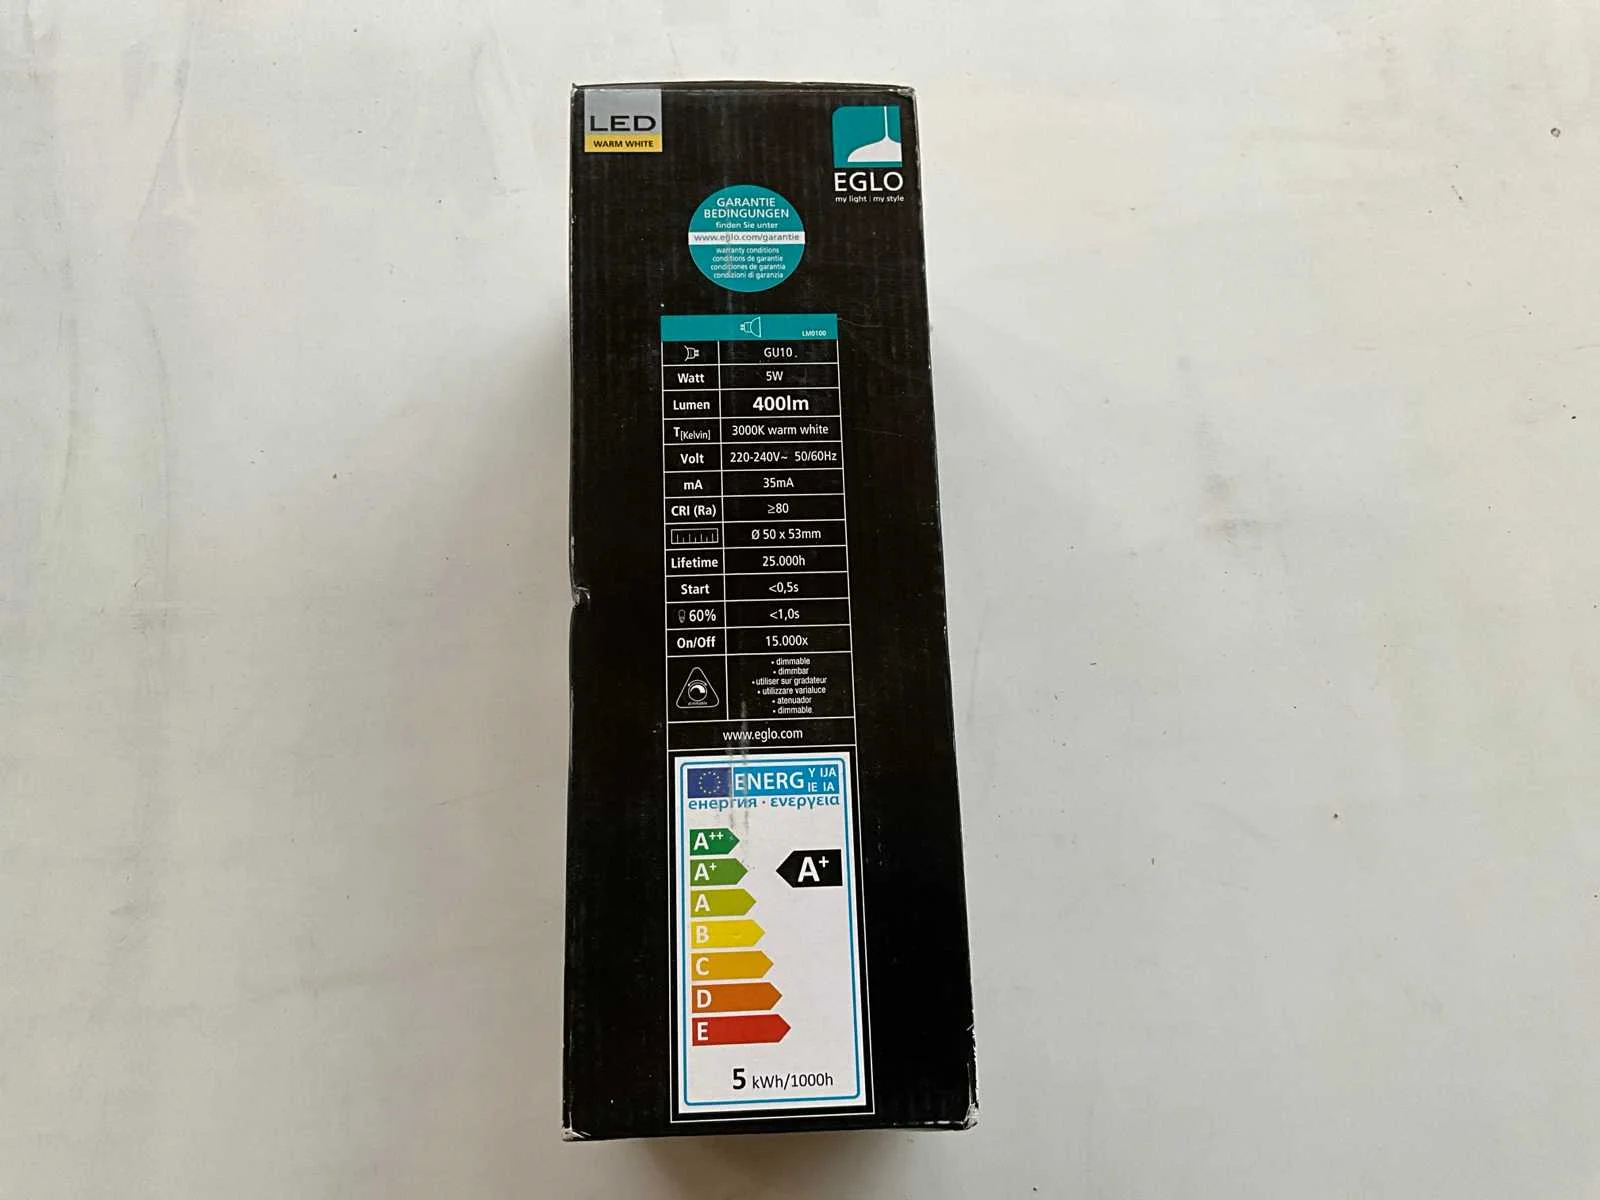 LED
WARM WHITE
EGLO
my light | my style
GARANTIE
BEDINGUNGEN
finden Sie unter
www.eglo.com/garantie
warranty conditions
conditions de garantie
condiciones de garantia
condizioni di garanzia
LM0100
GU10
Watt 5W
Lumen 400lm
T[Kelvin] 3000K warm white
Volt 220-240V~ 50/60Hz
mA 35mA
CRI (Ra) ≥80
Ø 50 x 53mm
Lifetime 25.000h
Start <0,5s
60% <1,0s
On/Off 15.000x
• dimmable
• dimmbar
• utiliser sur gradateur
• utilizzare varialuce
• atenuador
• dimmable
dimmable
www.eglo.com
ENERG Y IJA
IE IA
енергия · ενεργεια
A++
A+ A+
A
B
C
D
E
5 kWh/1000h